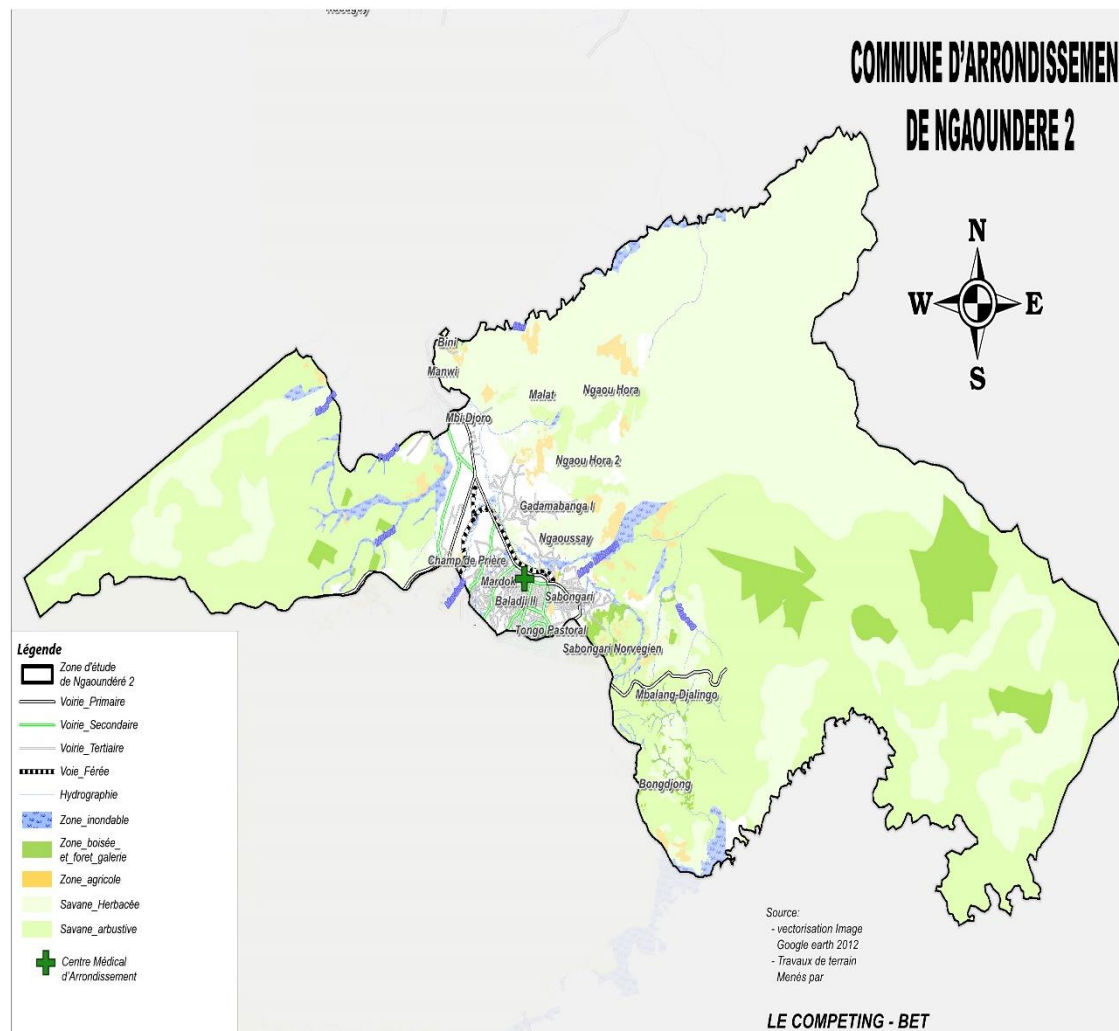 COMMUNE D'ARRONDISSEMEN
DE NGAOUNDERE 2
N
W
E
S
Bini
Manwi
Malat
Ngaou Hora
Mbi Djoro
Ngaou Hora 2
Gadamabanga I
Ngaoussay
Champ de Prière
Mardok
Baladji II
Sabongari
Tongo Pastoral
Sabongari Norvégien
Mbalang-Djalingo
Bongdjong
Légende
Zone d'étude
de Ngaoundéré 2
Voirie_Primaire
Voirie_Secondaire
Voirie_Tertiaire
Voie_Férée
Hydrographie
Zone_inondable
Zone_boisée_
et_foret_galerie
Zone_agricole
Savane_Herbacée
Savane_arbustive
Centre Médical
d'Arrondissement
Source:
- vectorisation Image
Google earth 2012
- Travaux de terrain
Menés par
LE COMPETING - BET